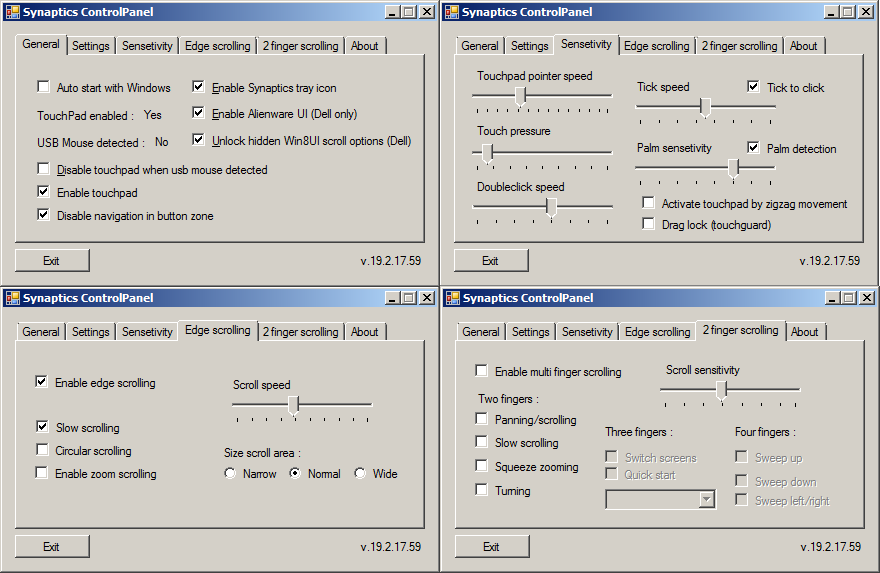 Synaptics ControlPanel
General Settings Sensetivity Edge scrolling 2 finger scrolling About
Auto start with Windows
Enable Synaptics tray icon
TouchPad enabled : Yes
Enable Alienware UI (Dell only)
USB Mouse detected : No
Unlock hidden Win8UI scroll options (Dell)
Disable touchpad when usb mouse detected
Enable touchpad
Disable navigation in button zone
Exit
v.19.2.17.59
Synaptics ControlPanel
General Settings Sensetivity Edge scrolling 2 finger scrolling About
Touchpad pointer speed
Tick speed
Tick to click
Touch pressure
Palm sensetivity
Palm detection
Doubleclick speed
Activate touchpad by zigzag movement
Drag lock (touchguard)
Exit
v.19.2.17.59
Synaptics ControlPanel
General Settings Sensetivity Edge scrolling 2 finger scrolling About
Enable edge scrolling
Scroll speed
Slow scrolling
Circular scrolling
Enable zoom scrolling
Size scroll area :
Narrow Normal Wide
Exit
v.19.2.17.59
Synaptics ControlPanel
General Settings Sensetivity Edge scrolling 2 finger scrolling About
Enable multi finger scrolling
Scroll sensitivity
Two fingers :
Panning/scrolling
Slow scrolling
Squeeze zooming
Turning
Three fingers :
Switch screens
Quick start
Four fingers :
Sweep up
Sweep down
Sweep left/right
Exit
v.19.2.17.59